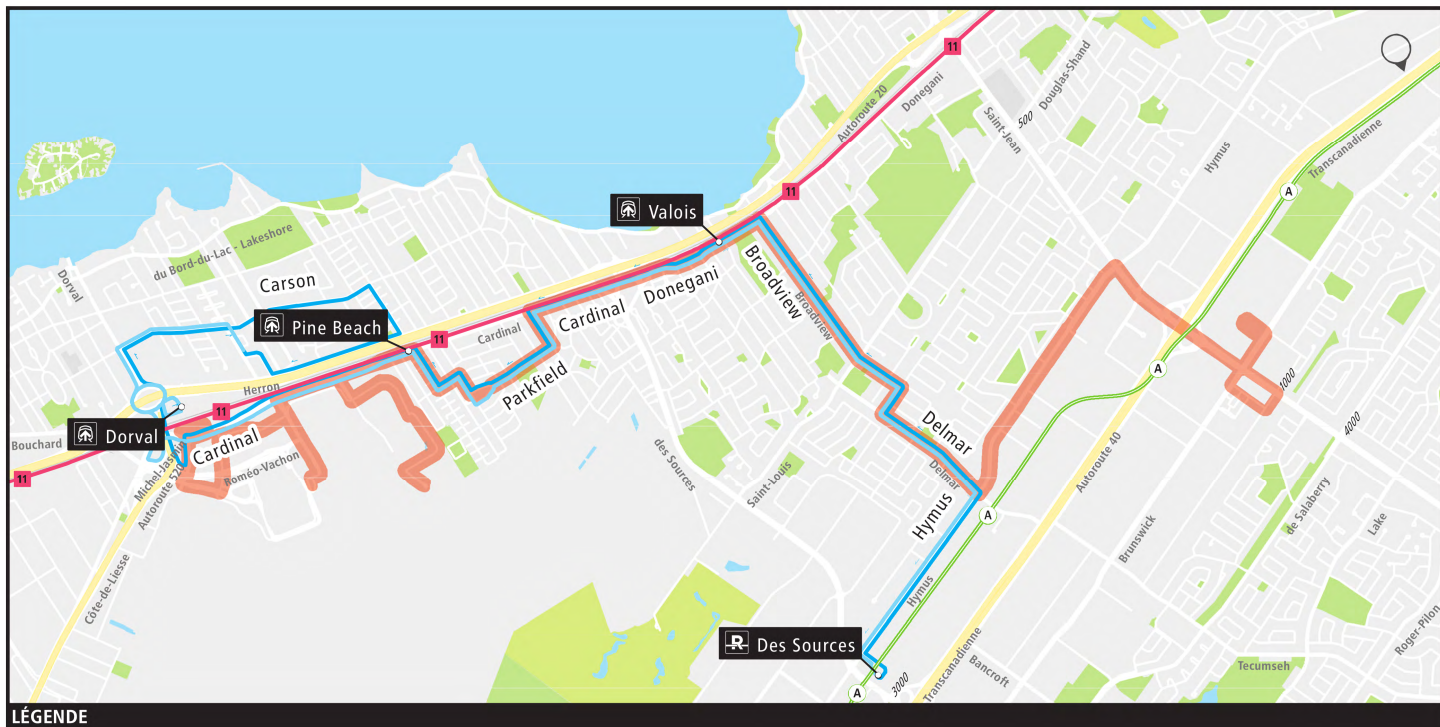 11
Autoroute 20
Donegani
Saint-Jean
Douglas-Shand
500
Hymus
Transcanadienne
A
11
Valois
du Bord-du-Lac - Lakeshore
Dorval
Carson
Broadview
Broadview
Donegani
Cardinal
Pine Beach
11
Cardinal
Parkfield
Herron
11
Dorval
Bouchard
Cardinal
11
Michel-Jasmin
Autoroute 520
Roméo-Vachon
Côte-de-Liesse
des Sources
Saint-Louis
Delmar
Delmar
Hymus
A
A
Autoroute 40
1000
4000
de Salaberry
Lake
Brunswick
Roger-Pilon
Hymus
R
Des Sources
3000
A
Transcanadienne
Bancroft
Tecumseh
LÉGENDE